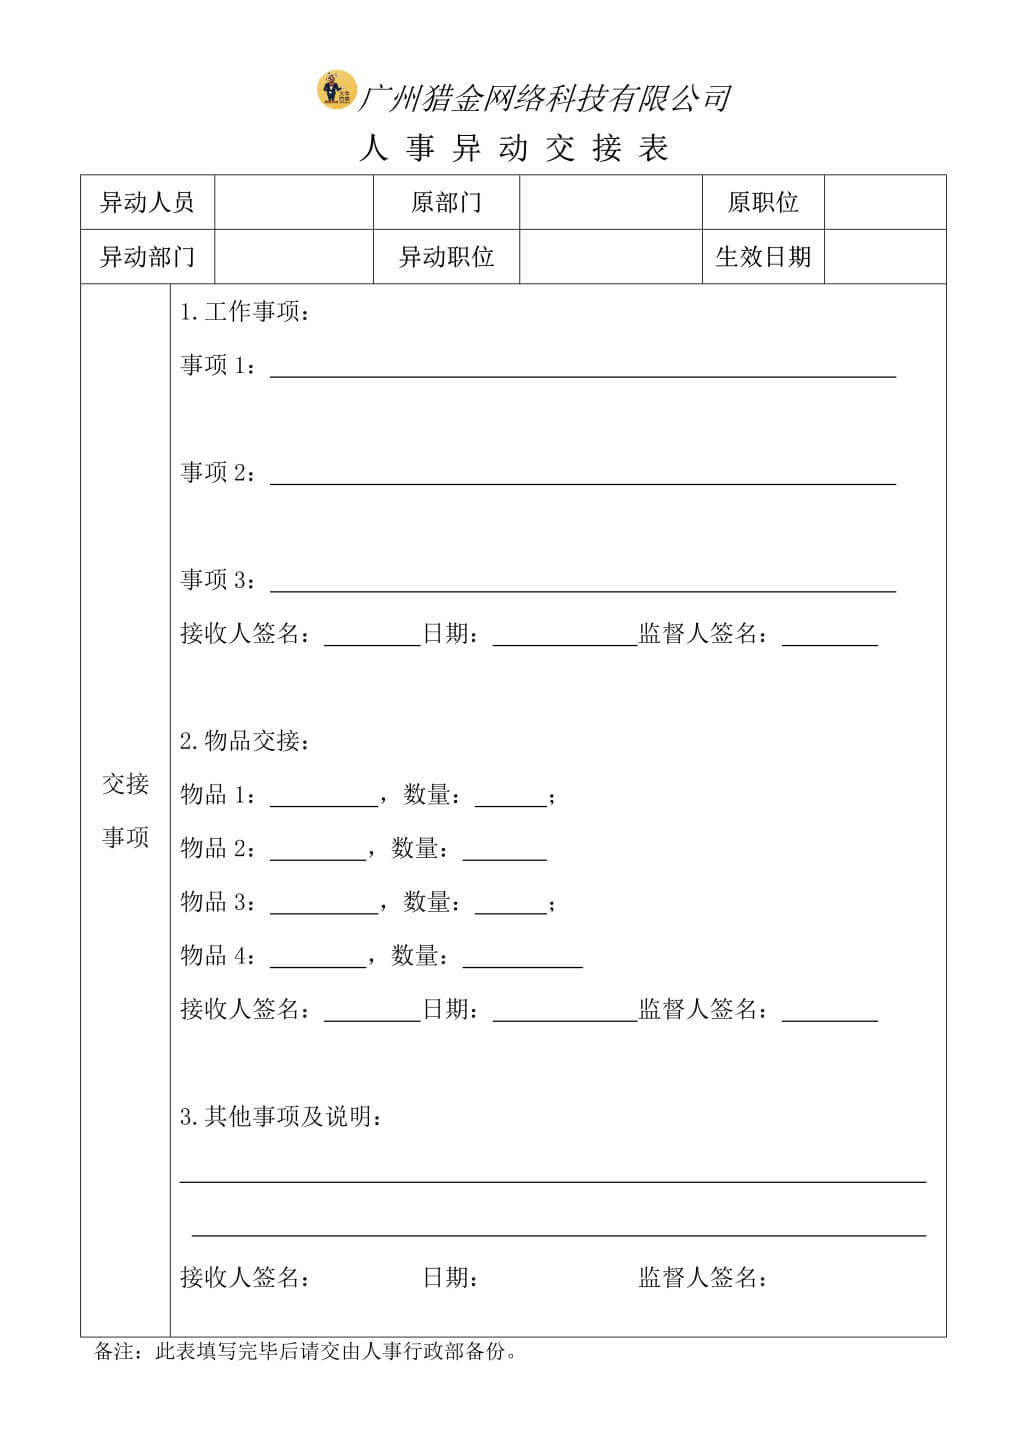 广州猎金网络科技有限公司
人 事 异 动 交 接 表
异动人员 原部门 原职位
异动部门 异动职位 生效日期
1.工作事项：
事项 1：
事项 2：
事项 3：
接收人签名：________日期：____________监督人签名：________
2.物品交接：
交接
事项
物品 1：_________，数量：______；
物品 2：________，数量：_______
物品 3：_________，数量：______；
物品 4：________，数量：__________
接收人签名：________日期：____________监督人签名：________
3.其他事项及说明：
接收人签名： 日期： 监督人签名：
备注：此表填写完毕后请交由人事行政部备份。